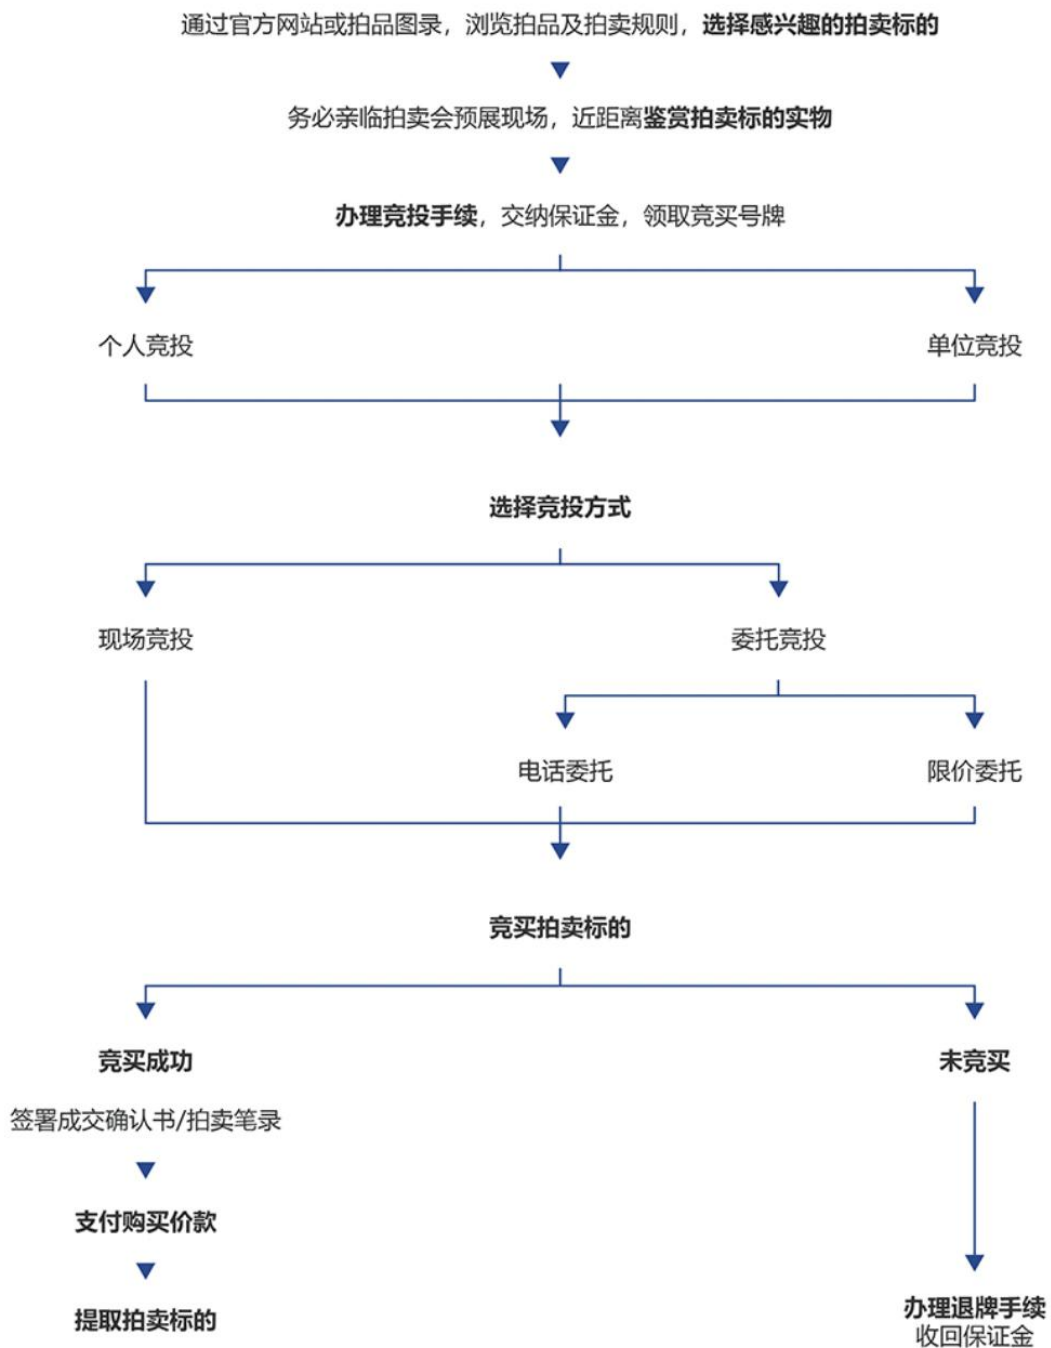 通过官方网站或拍品图录，浏览拍品及拍卖规则，选择感兴趣的拍卖标的
务必亲临拍卖会预展现场，近距离鉴赏拍卖标的实物
办理竞投手续，交纳保证金，领取竞买号牌
个人竞投
单位竞投
选择竞投方式
现场竞投
委托竞投
电话委托
限价委托
竞买拍卖标的
竞买成功
未竞买
签署成交确认书/拍卖笔录
支付购买价款
提取拍卖标的
办理退牌手续
收回保证金